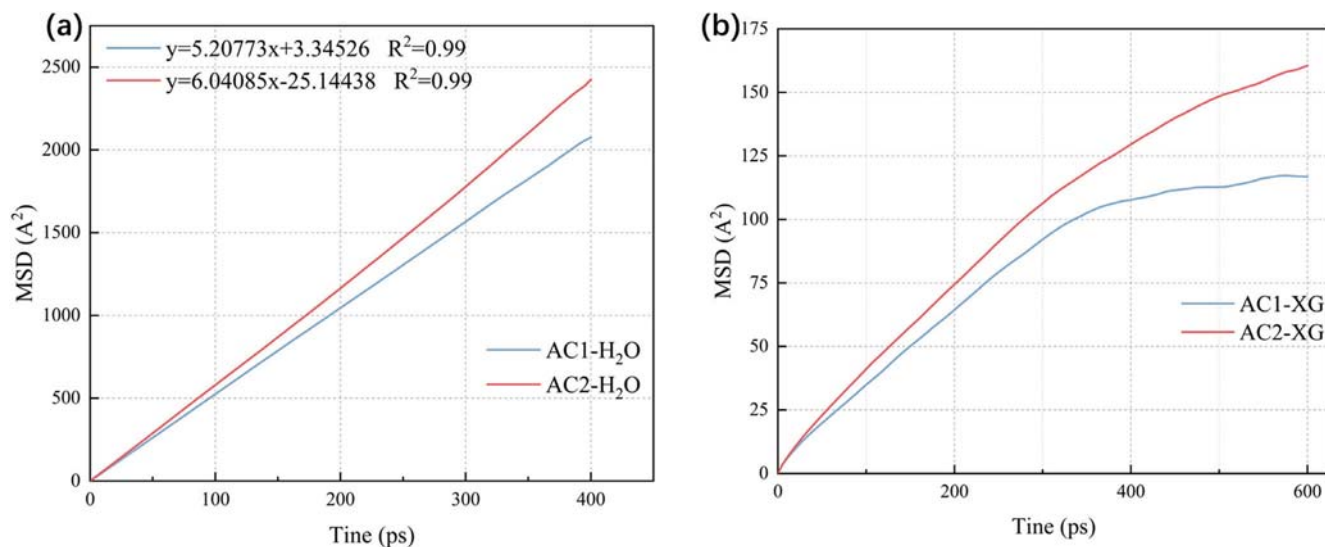 (a)
y=5.20773x+3.34526 R²=0.99
y=6.04085x-25.14438 R²=0.99
2500
2000
1500
1000
500
0
MSD (A²)
AC1-H₂O
AC2-H₂O
0 100 200 300 400
Tine (ps)
(b)
175
150
125
100
75
50
25
0
MSD (A²)
AC1-XG
AC2-XG
0 200 400 600
Tine (ps)